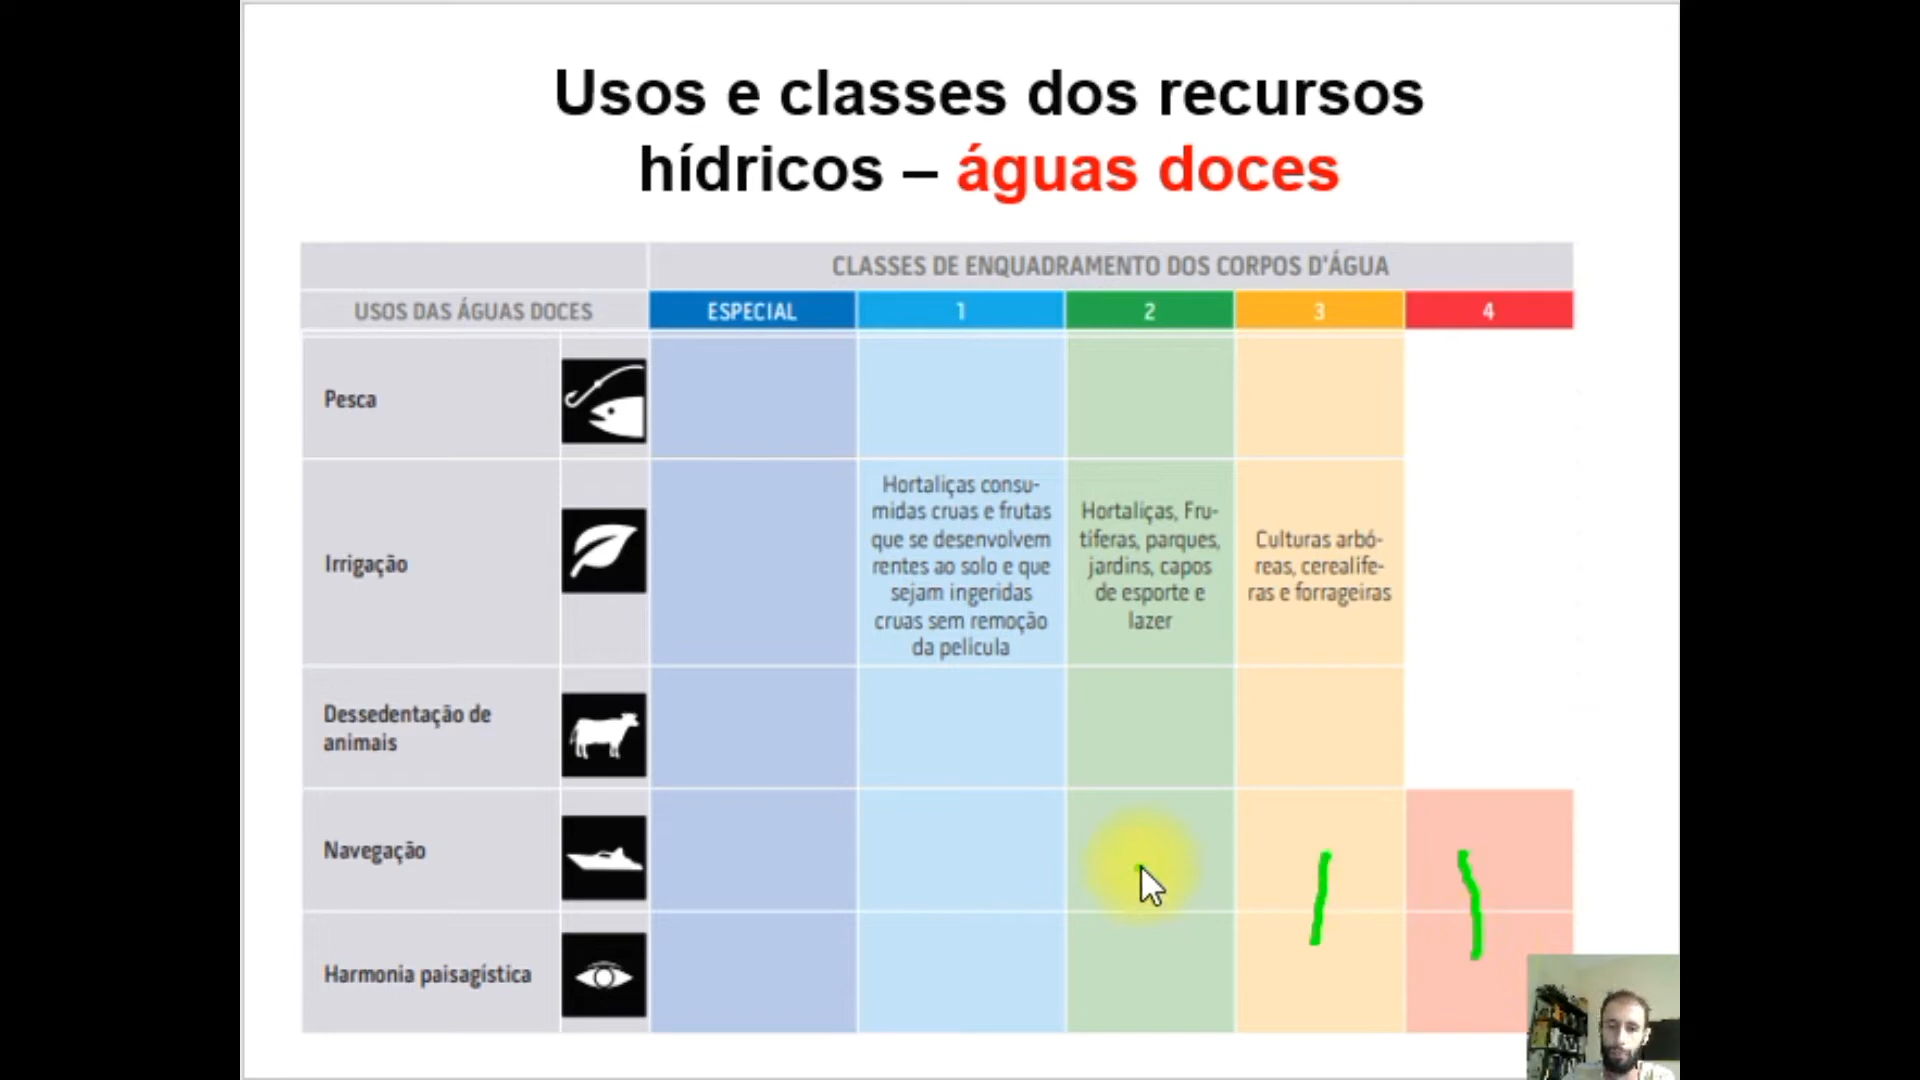 Usos e classes dos recursos
hídricos – águas doces
CLASSES DE ENQUADRAMENTO DOS CORPOS D'ÁGUA
USOS DAS ÁGUAS DOCES
ESPECIAL
1
2
3
4
Pesca
Irrigação
Hortaliças consu-
midas cruas e frutas
que se desenvolvem
rentes ao solo e que
sejam ingeridas
cruas sem remoção
da película
Hortaliças, Fru-
tíferas, parques,
jardins, capos
de esporte e
lazer
Culturas arbó-
reas, cerealífe-
ras e forrageiras
Dessedentação de
animais
Navegação
Harmonia paisagística